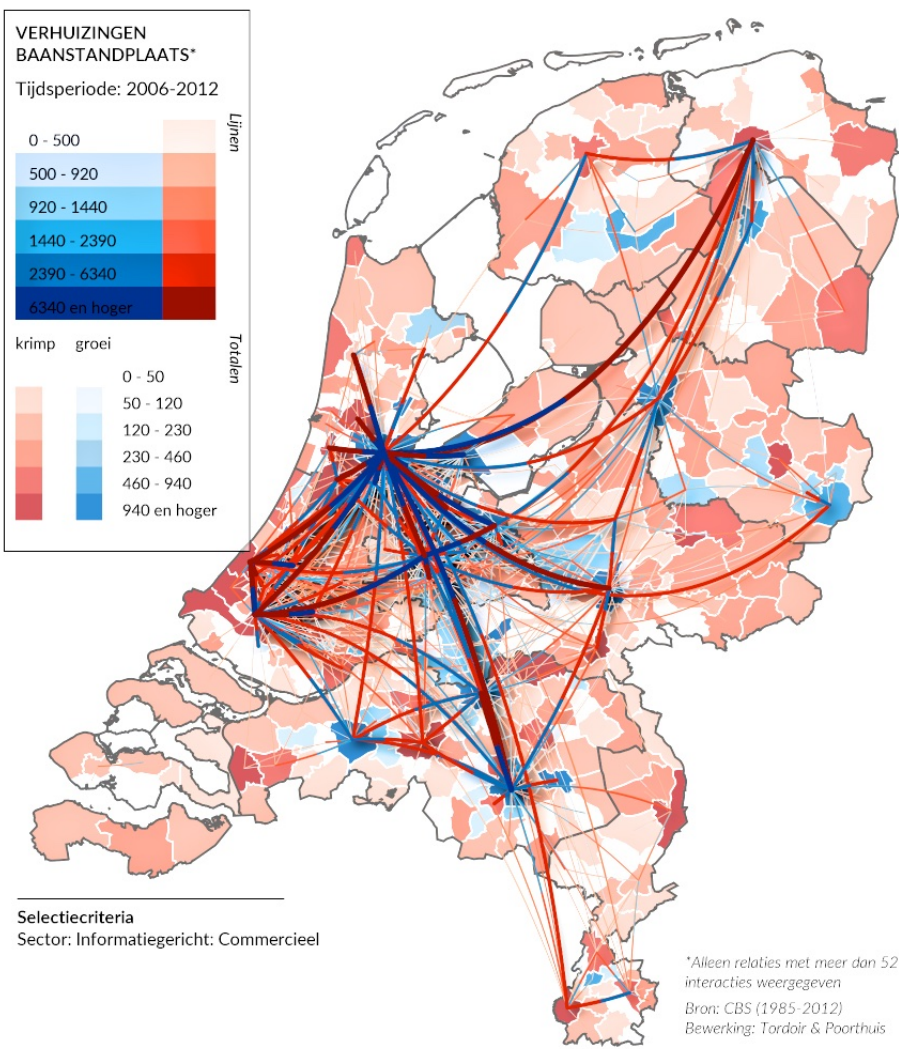 VERHUIZINGEN
BAANSTANDPLAATS*
Tijdsperiode: 2006-2012
Lijnen
0 - 500
500 - 920
920 - 1440
1440 - 2390
2390 - 6340
6340 en hoger
Totalen
krimp groei
0 - 50
50 - 120
120 - 230
230 - 460
460 - 940
940 en hoger
Selectiecriteria
Sector: Informatiegericht: Commercieel
*Alleen relaties met meer dan 52
interacties weergegeven
Bron: CBS (1985-2012)
Bewerking: Tordoir & Poorthuis